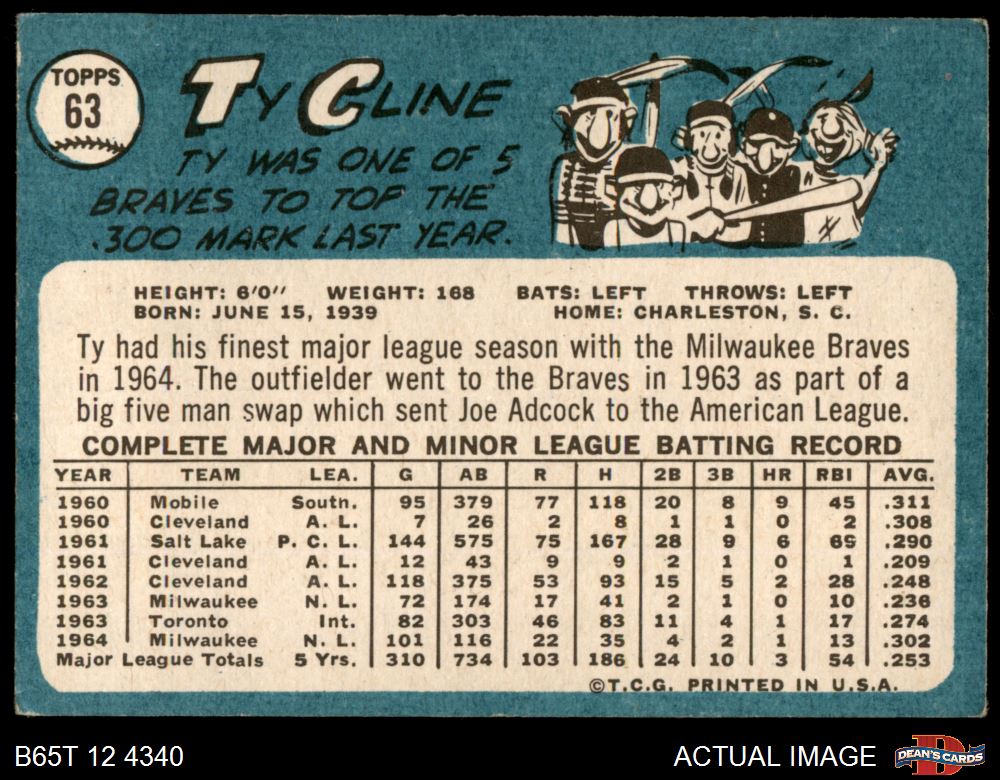 TOPPS
63
TY CLINE
TY WAS ONE OF 5
BRAVES TO TOP THE
.300 MARK LAST YEAR.
HEIGHT: 6'0" WEIGHT: 168 BATS: LEFT THROWS: LEFT
BORN: JUNE 15, 1939 HOME: CHARLESTON, S. C.
Ty had his finest major league season with the Milwaukee Braves
in 1964. The outfielder went to the Braves in 1963 as part of a
big five man swap which sent Joe Adcock to the American League.
COMPLETE MAJOR AND MINOR LEAGUE BATTING RECORD
YEAR TEAM LEA. G AB R H 2B 3B HR RBI AVG.
1960 Mobile South. 95 379 77 118 20 8 9 45 .311
1960 Cleveland A. L. 7 26 2 8 1 1 0 2 .308
1961 Salt Lake P. C. L. 144 575 75 167 28 9 6 69 .290
1961 Cleveland A. L. 12 43 9 9 2 1 0 1 .209
1962 Cleveland A. L. 118 375 53 93 15 5 2 28 .248
1963 Milwaukee N. L. 72 174 17 41 2 1 0 10 .236
1963 Toronto Int. 82 303 46 83 11 4 1 17 .274
1964 Milwaukee N. L. 101 116 22 35 4 2 1 13 .302
Major League Totals 5 Yrs. 310 734 103 186 24 10 3 54 .253
©T.C.G. PRINTED IN U.S.A.
B65T 12 4340 ACTUAL IMAGE
D
DEAN'S CARDS